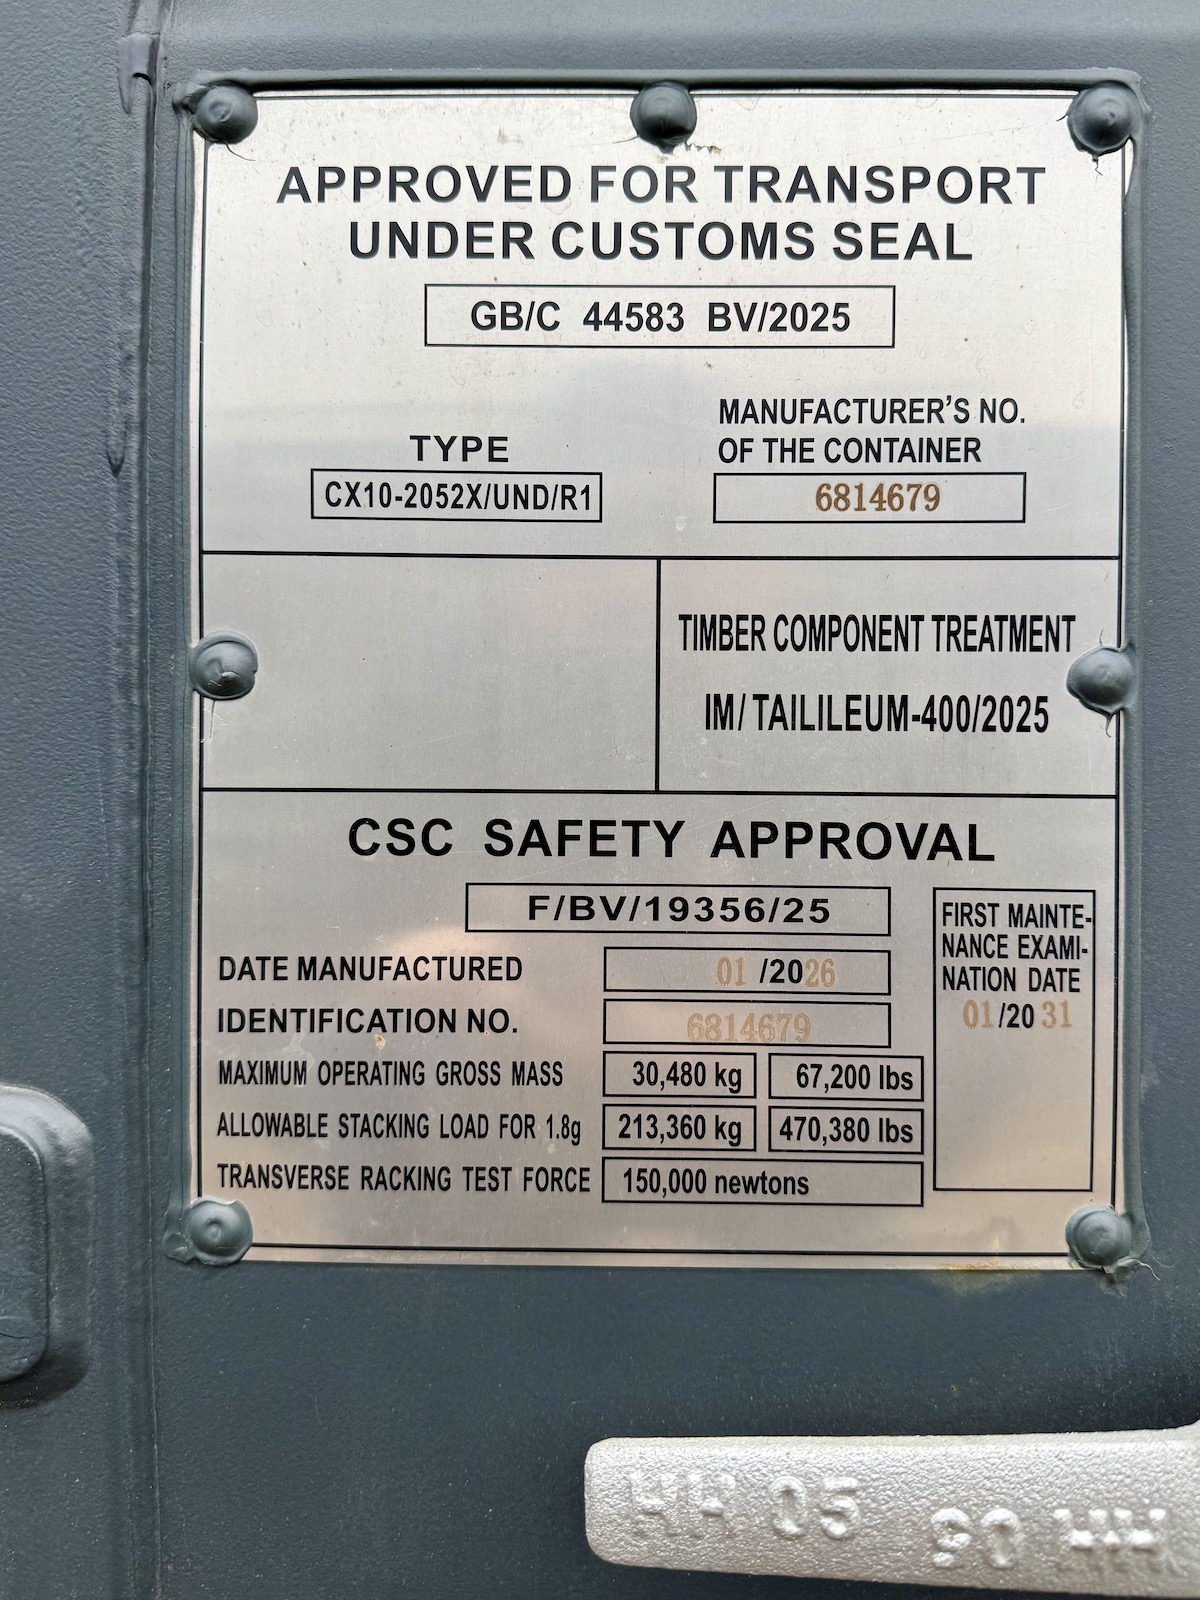 APPROVED FOR TRANSPORT
UNDER CUSTOMS SEAL
GB/C 44583 BV/2025
TYPE
CX10-2052X/UND/R1
MANUFACTURER'S NO.
OF THE CONTAINER
6814679
TIMBER COMPONENT TREATMENT
IM/TAILILEUM-400/2025
CSC SAFETY APPROVAL
F/BV/19356/25
DATE MANUFACTURED 01/2026
IDENTIFICATION NO. 6814679
MAXIMUM OPERATING GROSS MASS 30,480 kg 67,200 lbs
ALLOWABLE STACKING LOAD FOR 1.8g 213,360 kg 470,380 lbs
TRANSVERSE RACKING TEST FORCE 150,000 newtons
FIRST MAINTE-
NANCE EXAMI-
NATION DATE
01/2031
HH 05